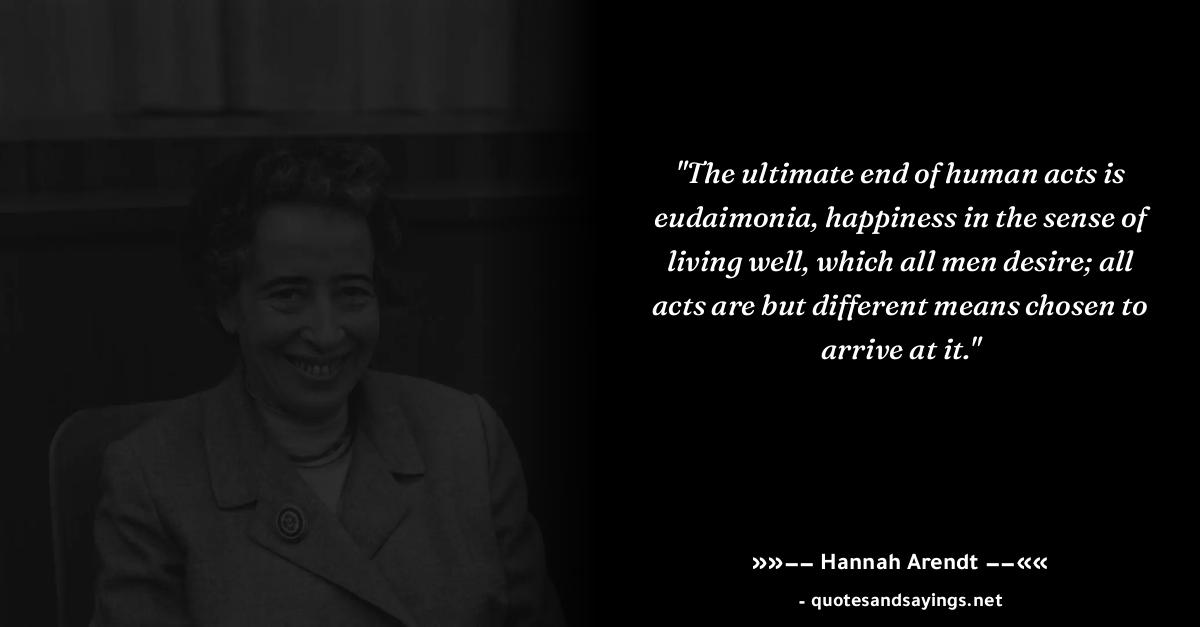 "The ultimate end of human acts is
eudaimonia, happiness in the sense of
living well, which all men desire; all
acts are but different means chosen to
arrive at it."
»»–– Hannah Arendt ––««
- quotesandsayings.net